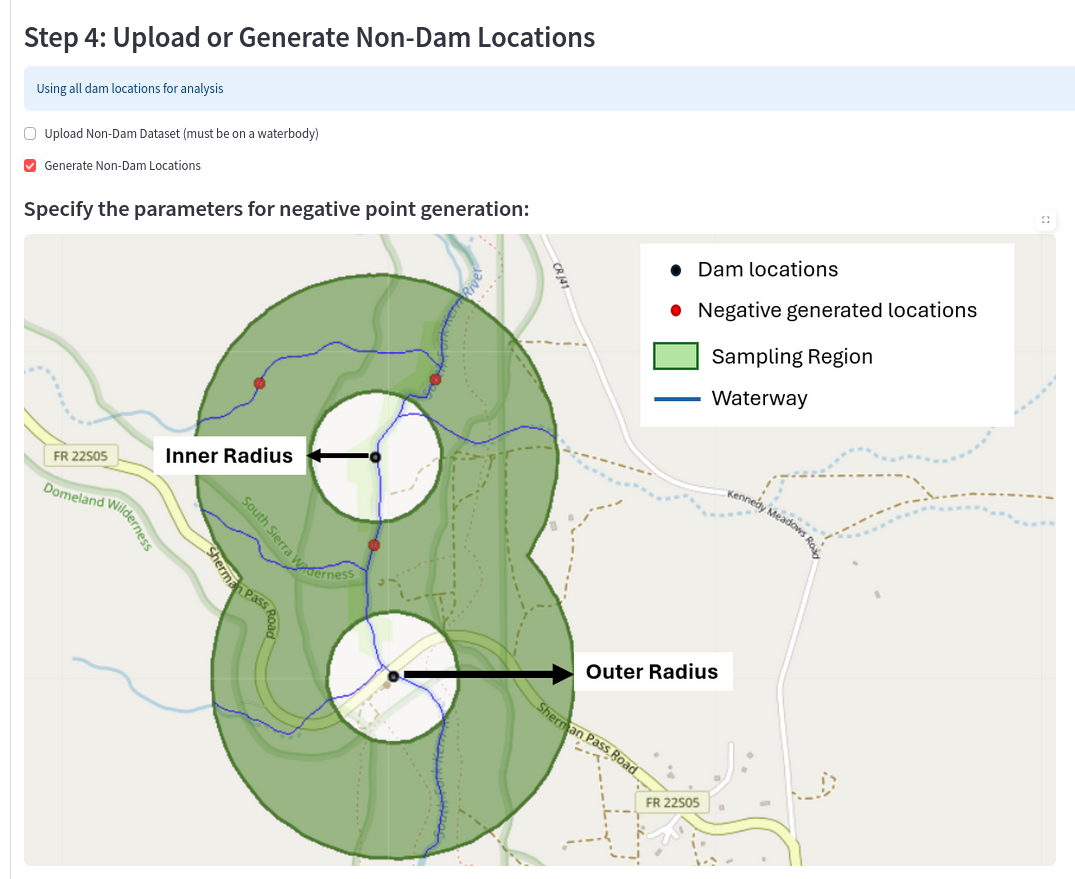 Step 4: Upload or Generate Non-Dam Locations
Using all dam locations for analysis
Upload Non-Dam Dataset (must be on a waterbody)
Generate Non-Dam Locations
Specify the parameters for negative point generation:
Dam locations
Negative generated locations
Sampling Region
Waterway
CR J41
River
Inner Radius
FR 22S05
Domeland Wilderness
South Sierra Wilderness
Sherman Pass Road
Kennedy Meadows Road
Outer Radius
Sherman Pass Road
FR 22S05